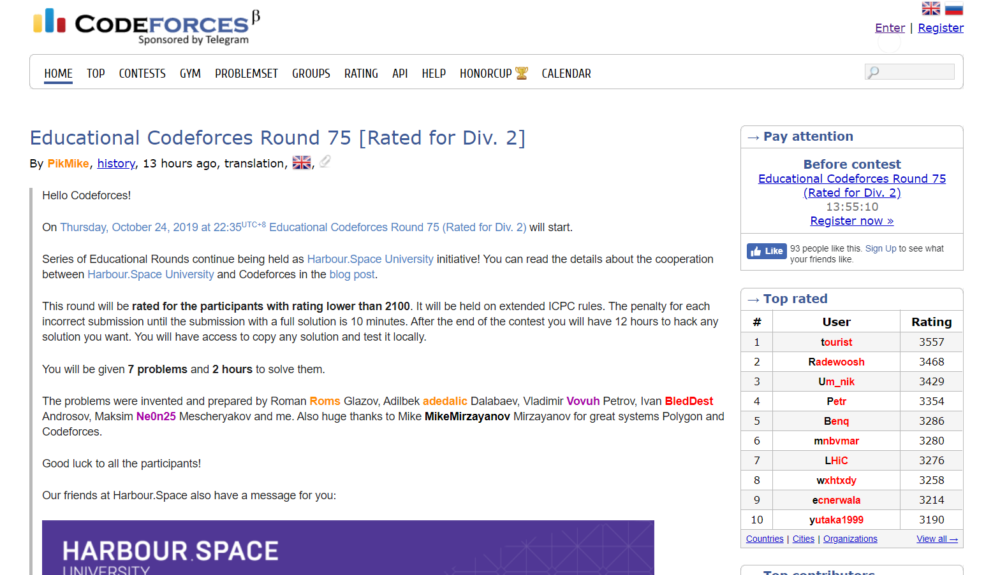 CODEFORCES β
Sponsored by Telegram
Enter | Register
HOME TOP CONTESTS GYM PROBLEMSET GROUPS RATING API HELP HONORCUP CALENDAR
Educational Codeforces Round 75 [Rated for Div. 2]
By PikMike, history, 13 hours ago, translation, ,
Hello Codeforces!
On Thursday, October 24, 2019 at 22:35UTC+8 Educational Codeforces Round 75 (Rated for Div. 2) will start.
Series of Educational Rounds continue being held as Harbour.Space University initiative! You can read the details about the cooperation
between Harbour.Space University and Codeforces in the blog post.
This round will be rated for the participants with rating lower than 2100. It will be held on extended ICPC rules. The penalty for each
incorrect submission until the submission with a full solution is 10 minutes. After the end of the contest you will have 12 hours to hack any
solution you want. You will have access to copy any solution and test it locally.
You will be given 7 problems and 2 hours to solve them.
The problems were invented and prepared by Roman Roms Glazov, Adilbek adedalic Dalabaev, Vladimir Vovuh Petrov, Ivan BledDest
Androsov, Maksim Ne0n25 Mescheryakov and me. Also huge thanks to Mike MikeMirzayanov Mirzayanov for great systems Polygon and
Codeforces.
Good luck to all the participants!
Our friends at Harbour.Space also have a message for you:
HARBOUR.SPACE
UNIVERSITY
→ Pay attention
Before contest
Educational Codeforces Round 75
(Rated for Div. 2)
13:55:10
Register now »
Like 93 people like this. Sign Up to see what
your friends like.
→ Top rated
# User Rating
1 tourist 3557
2 Radewoosh 3468
3 Um_nik 3429
4 Petr 3354
5 Benq 3286
6 mnbvmar 3280
7 LHiC 3276
8 wxhtxdy 3258
9 ecnerwala 3214
10 yutaka1999 3190
Countries | Cities | Organizations View all →
Top contributors